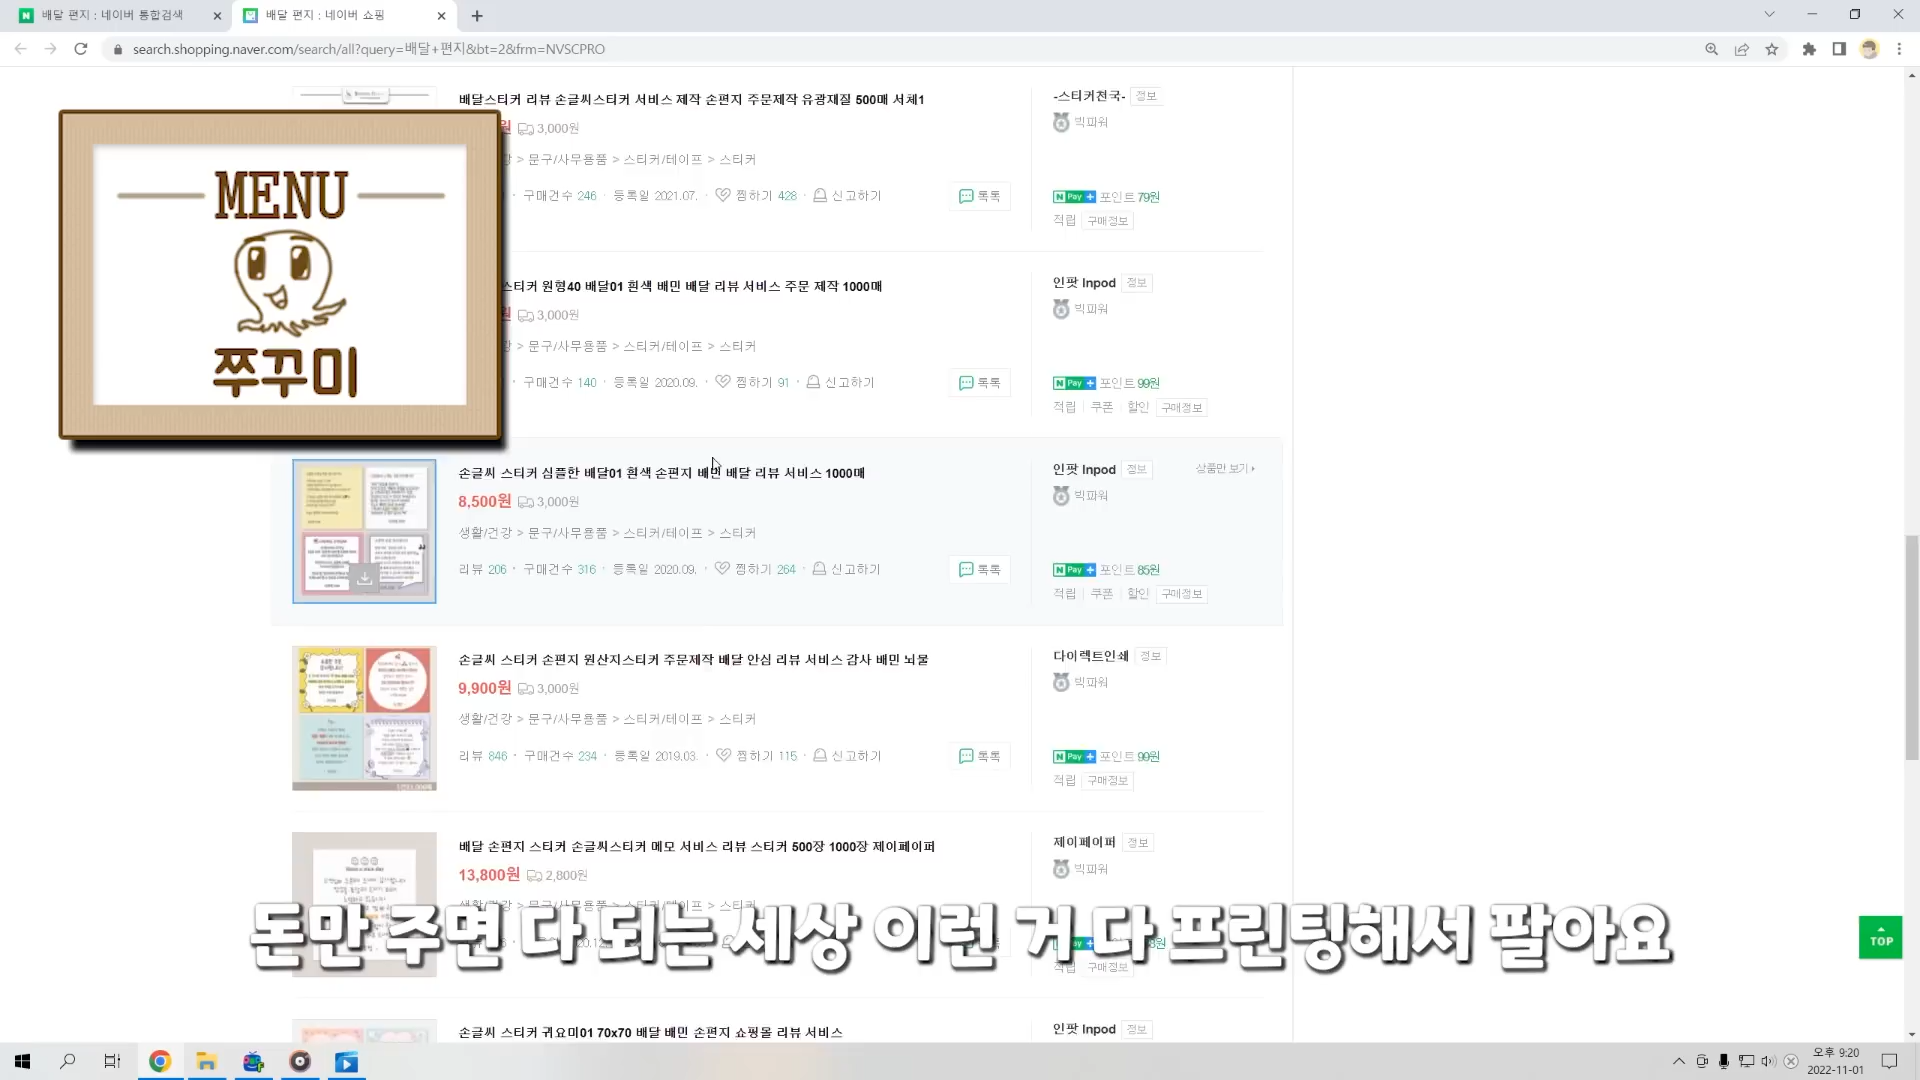 배달 편지 : 네이버 통합검색
배달 편지 : 네이버 쇼핑
search.shopping.naver.com/search/all?query=배달+편지&bt=2&frm=NVSCPRO
배달스티커 리뷰 손글씨스티커 서비스 제작 손편지 주문제작 유광재질 500매 서체1
-스티커천국- 정보
원 3,000원
빅파워
> 문구/사무용품 > 스티커/테이프 > 스티커
· 구매건수 246 · 등록일 2021.07. · 찜하기 428 · 신고하기
톡톡
N Pay + 포인트 79원
적립 구매정보
MENU
쭈꾸미
스티커 원형40 배달01 흰색 배민 배달 리뷰 서비스 주문 제작 1000매
인팟 Inpod 정보
원 3,000원
빅파워
> 문구/사무용품 > 스티커/테이프 > 스티커
· 구매건수 140 · 등록일 2020.09. · 찜하기 91 · 신고하기
톡톡
N Pay + 포인트 99원
적립 쿠폰 할인 구매정보
손글씨 스티커 심플한 배달01 흰색 손편지 배민 배달 리뷰 서비스 1000매
인팟 Inpod 정보
상품만 보기
8,500원 3,000원
빅파워
생활/건강 > 문구/사무용품 > 스티커/테이프 > 스티커
리뷰 206 · 구매건수 316 · 등록일 2020.09. · 찜하기 264 · 신고하기
톡톡
N Pay + 포인트 85원
적립 쿠폰 할인 구매정보
손글씨 스티커 손편지 원산지스티커 주문제작 배달 안심 리뷰 서비스 감사 배민 뇌물
다이렉트인쇄 정보
9,900원 3,000원
빅파워
생활/건강 > 문구/사무용품 > 스티커/테이프 > 스티커
리뷰 846 · 구매건수 234 · 등록일 2019.03. · 찜하기 115 · 신고하기
톡톡
N Pay + 포인트 99원
적립 구매정보
배달 손편지 스티커 손글씨스티커 메모 서비스 리뷰 스티커 500장 1000장 제이페이퍼
제이페이퍼 정보
13,800원 2,800원
빅파워
생활/건강 > 문구/사무용품 > 스티커/테이프 > 스티커
돈만 주면 다 되는 세상 이런 거 다 프린팅해서 팔아요
적립 구매정보
TOP
손글씨 스티커 귀요미01 70x70 배달 배민 손편지 쇼핑몰 리뷰 서비스
인팟 Inpod 정보
오후 9:20
2022-11-01